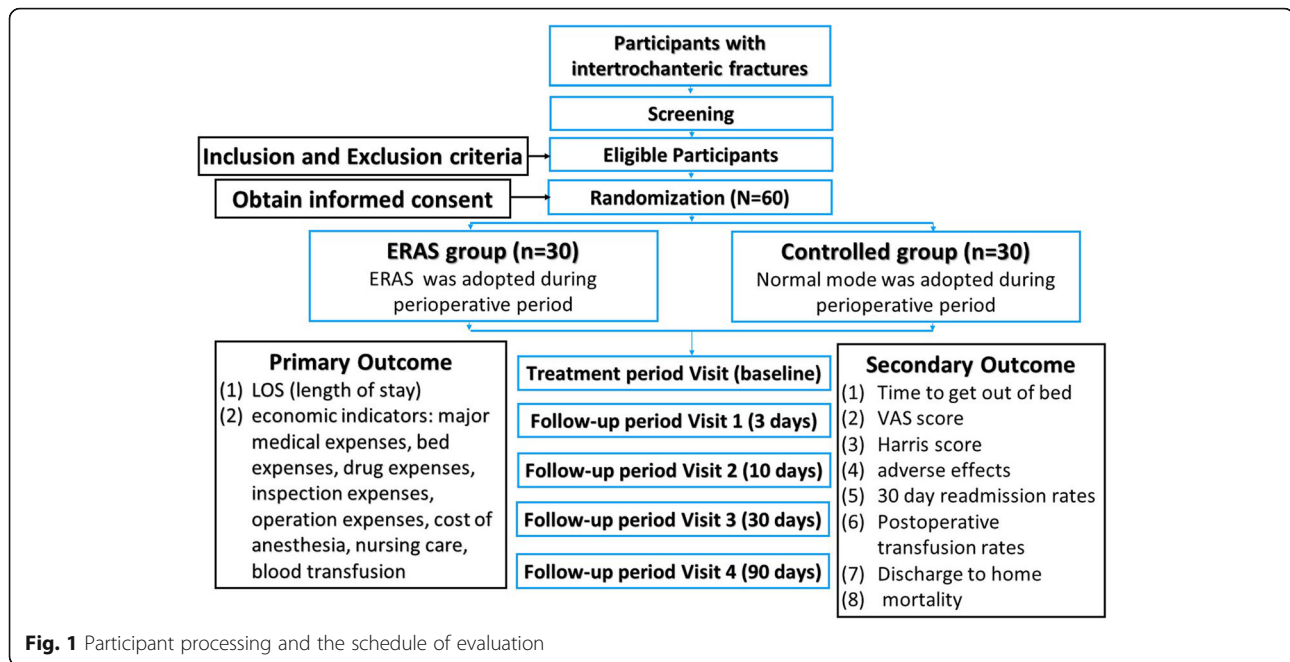 Participants with
intertrochanteric fractures
Screening
Inclusion and Exclusion criteria
Eligible Participants
Obtain informed consent
Randomization (N=60)
ERAS group (n=30)
ERAS was adopted during
perioperative period
Controlled group (n=30)
Normal mode was adopted during
perioperative period
Primary Outcome
(1) LOS (length of stay)
(2) economic indicators: major
medical expenses, bed
expenses, drug expenses,
inspection expenses,
operation expenses, cost of
anesthesia, nursing care,
blood transfusion
Treatment period Visit (baseline)
Follow-up period Visit 1 (3 days)
Follow-up period Visit 2 (10 days)
Follow-up period Visit 3 (30 days)
Follow-up period Visit 4 (90 days)
Secondary Outcome
(1) Time to get out of bed
(2) VAS score
(3) Harris score
(4) adverse effects
(5) 30 day readmission rates
(6) Postoperative
transfusion rates
(7) Discharge to home
(8) mortality
Fig. 1 Participant processing and the schedule of evaluation